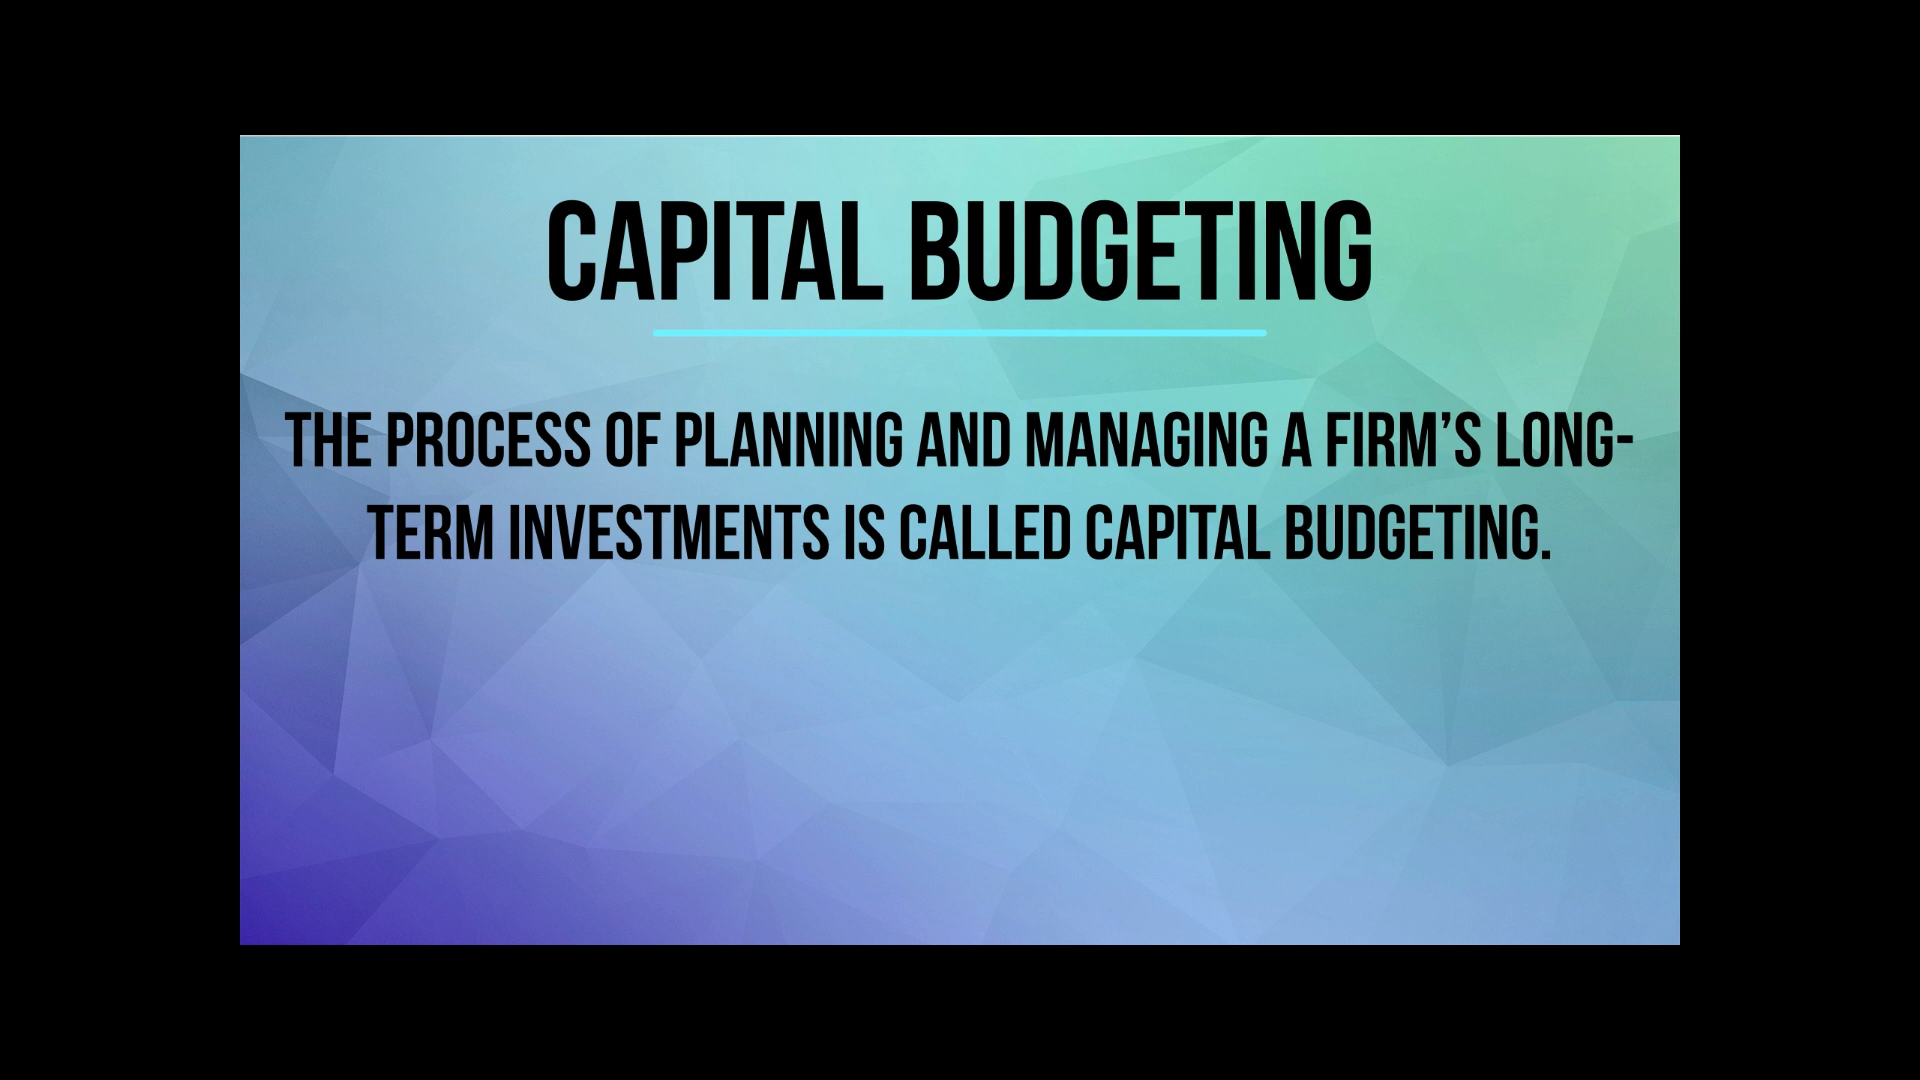 CAPITAL BUDGETING
THE PROCESS OF PLANNING AND MANAGING A FIRM’S LONG-
TERM INVESTMENTS IS CALLED CAPITAL BUDGETING.